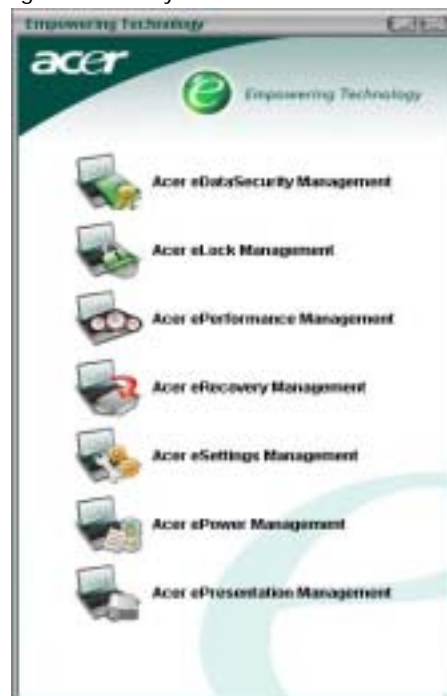 Empowering Technology
acer
Empowering Technology
Acer eDataSecurity Management
Acer eLock Management
Acer ePerformance Management
Acer eRecovery Management
Acer eSettings Management
Acer ePower Management
Acer ePresentation Management